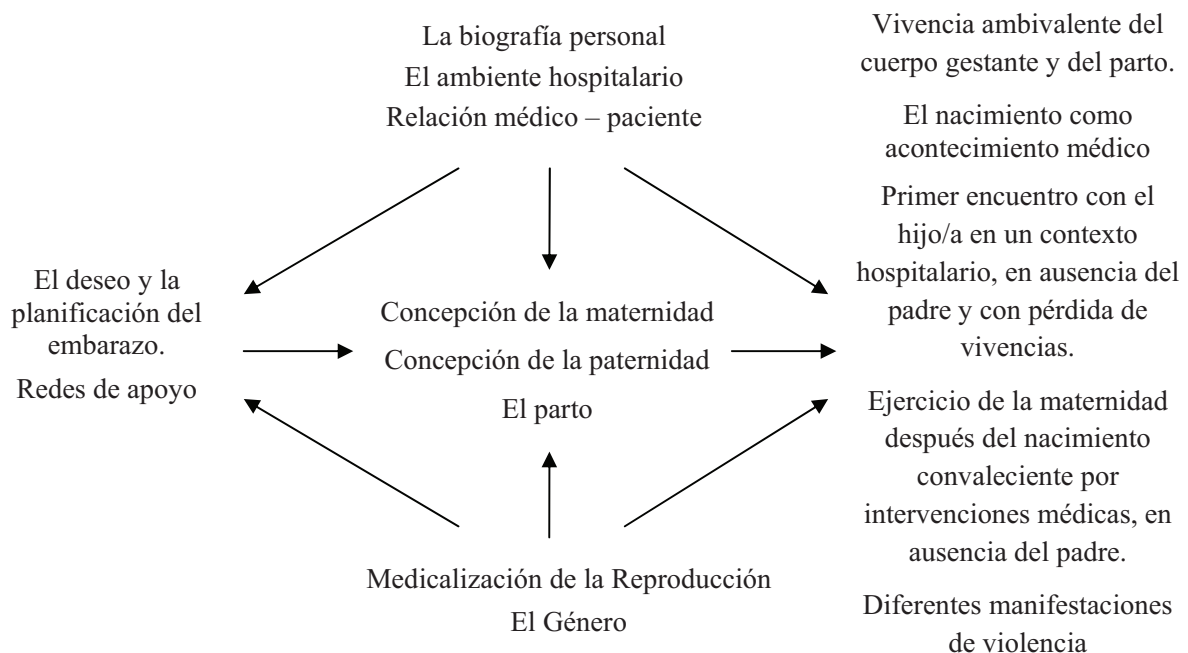 La biografía personal
El ambiente hospitalario
Relación médico – paciente
El deseo y la
planificación del
embarazo.
Redes de apoyo
Concepción de la maternidad
Concepción de la paternidad
El parto
Medicalización de la Reproducción
El Género
Vivencia ambivalente del
cuerpo gestante y del parto.
El nacimiento como
acontecimiento médico
Primer encuentro con el
hijo/a en un contexto
hospitalario, en ausencia del
padre y con pérdida de
vivencias.
Ejercicio de la maternidad
después del nacimiento
convaleciente por
intervenciones médicas, en
ausencia del padre.
Diferentes manifestaciones
de violencia